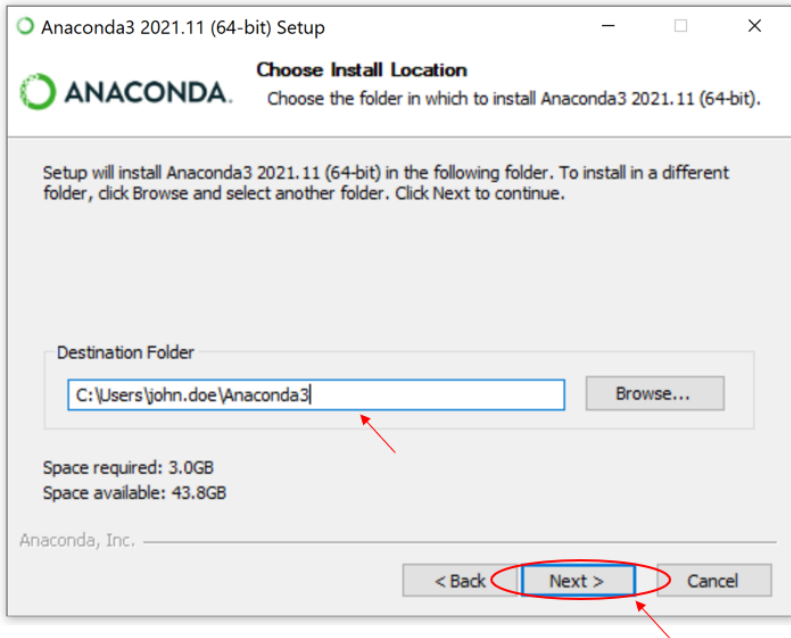 Anaconda3 2021.11 (64-bit) Setup
ANACONDA.
Choose Install Location
Choose the folder in which to install Anaconda3 2021.11 (64-bit).
Setup will install Anaconda3 2021.11 (64-bit) in the following folder. To install in a different
folder, click Browse and select another folder. Click Next to continue.
Destination Folder
C:\Users\john.doe\Anaconda3
Browse...
Space required: 3.0GB
Space available: 43.8GB
Anaconda, Inc.
< Back
Next >
Cancel